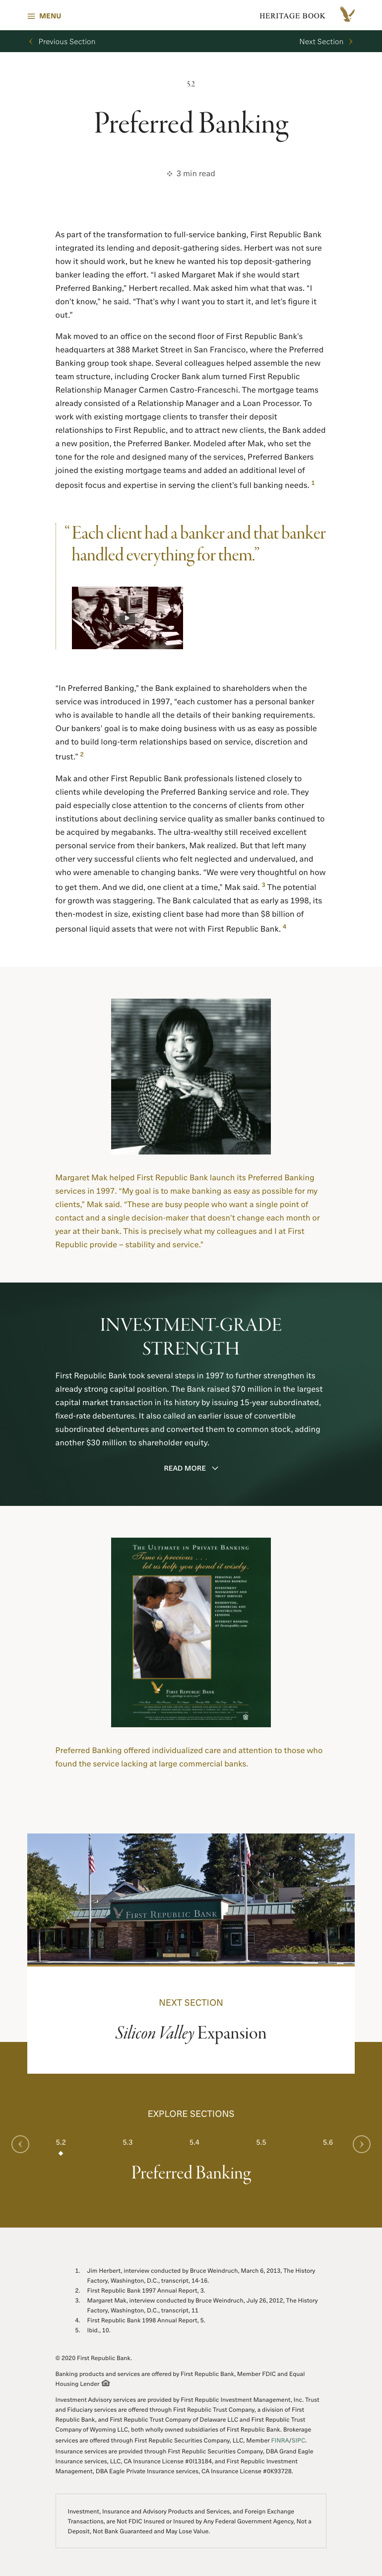 MENU
HERITAGE BOOK
Previous Section
Next Section
5.2
Preferred Banking
3 min read
As part of the transformation to full-service banking, First Republic Bank
integrated its lending and deposit-gathering sides. Herbert was not sure
how it should work, but he knew he wanted his top deposit-gathering
banker leading the effort. “I asked Margaret Mak if she would start
Preferred Banking,” Herbert recalled. Mak asked him what that was. “I
don’t know,” he said. “That’s why I want you to start it, and let’s figure it
out.”
Mak moved to an office on the second floor of First Republic Bank’s
headquarters at 388 Market Street in San Francisco, where the Preferred
Banking group took shape. Several colleagues helped assemble the new
team structure, including Crocker Bank alum turned First Republic
Relationship Manager Carmen Castro-Franceschi. The mortgage teams
already consisted of a Relationship Manager and a Loan Processor. To
work with existing mortgage clients to transfer their deposit
relationships to First Republic, and to attract new clients, the Bank added
a new position, the Preferred Banker. Modeled after Mak, who set the
tone for the role and designed many of the services, Preferred Bankers
joined the existing mortgage teams and added an additional level of
deposit focus and expertise in serving the client’s full banking needs. 1
“Each client had a banker and that banker
handled everything for them.”
“In Preferred Banking,” the Bank explained to shareholders when the
service was introduced in 1997, “each customer has a personal banker
who is available to handle all the details of their banking requirements.
Our bankers’ goal is to make doing business with us as easy as possible
and to build long-term relationships based on service, discretion and
trust.” 2
Mak and other First Republic Bank professionals listened closely to
clients while developing the Preferred Banking service and role. They
paid especially close attention to the concerns of clients from other
institutions about declining service quality as smaller banks continued to
be acquired by megabanks. The ultra-wealthy still received excellent
personal service from their bankers, Mak realized. But that left many
other very successful clients who felt neglected and undervalued, and
who were amenable to changing banks. “We were very thoughtful on how
to get them. And we did, one client at a time,” Mak said. 3 The potential
for growth was staggering. The Bank calculated that as early as 1998, its
then-modest in size, existing client base had more than $8 billion of
personal liquid assets that were not with First Republic Bank. 4
Margaret Mak helped First Republic Bank launch its Preferred Banking
services in 1997. “My goal is to make banking as easy as possible for my
clients,” Mak said. “These are busy people who want a single point of
contact and a single decision-maker that doesn’t change each month or
year at their bank. This is precisely what my colleagues and I at First
Republic provide – stability and service.”
INVESTMENT-GRADE
STRENGTH
First Republic Bank took several steps in 1997 to further strengthen its
already strong capital position. The Bank raised $70 million in the largest
capital market transaction in its history by issuing 15-year subordinated,
fixed-rate debentures. It also called an earlier issue of convertible
subordinated debentures and converted them to common stock, adding
another $30 million to shareholder equity.
READ MORE
THE ULTIMATE IN PRIVATE BANKING
Time is precious . . .
let us help you spend it wisely.
PERSONAL AND
BUSINESS BANKING
INVESTMENT
MANAGEMENT AND
TRUST SERVICES
RESIDENTIAL,
COMMERCIAL AND
CONSTRUCTION
LENDING
INTERNET BANKING
AT firstrepublic.com
FIRST REPUBLIC BANK
It's a privilege to serve you®
Preferred Banking offered individualized care and attention to those who
found the service lacking at large commercial banks.
FIRST REPUBLIC BANK
NEXT SECTION
Silicon Valley Expansion
EXPLORE SECTIONS
5.2
5.3
5.4
5.5
5.6
Preferred Banking
1. Jim Herbert, interview conducted by Bruce Weindruch, March 6, 2013, The History
Factory, Washington, D.C., transcript, 14-16.
2. First Republic Bank 1997 Annual Report, 3.
3. Margaret Mak, interview conducted by Bruce Weindruch, July 26, 2012, The History
Factory, Washington, D.C., transcript, 11
4. First Republic Bank 1998 Annual Report, 5.
5. Ibid., 10.
© 2020 First Republic Bank.
Banking products and services are offered by First Republic Bank, Member FDIC and Equal
Housing Lender
Investment Advisory services are provided by First Republic Investment Management, Inc. Trust
and Fiduciary services are offered through First Republic Trust Company, a division of First
Republic Bank, and First Republic Trust Company of Delaware LLC and First Republic Trust
Company of Wyoming LLC, both wholly owned subsidiaries of First Republic Bank. Brokerage
services are offered through First Republic Securities Company, LLC, Member FINRA/SIPC.
Insurance services are provided through First Republic Securities Company, DBA Grand Eagle
Insurance services, LLC, CA Insurance License #0I13184, and First Republic Investment
Management, DBA Eagle Private Insurance services, CA Insurance License #0K93728.
Investment, Insurance and Advisory Products and Services, and Foreign Exchange
Transactions, are Not FDIC Insured or Insured by Any Federal Government Agency, Not a
Deposit, Not Bank Guaranteed and May Lose Value.